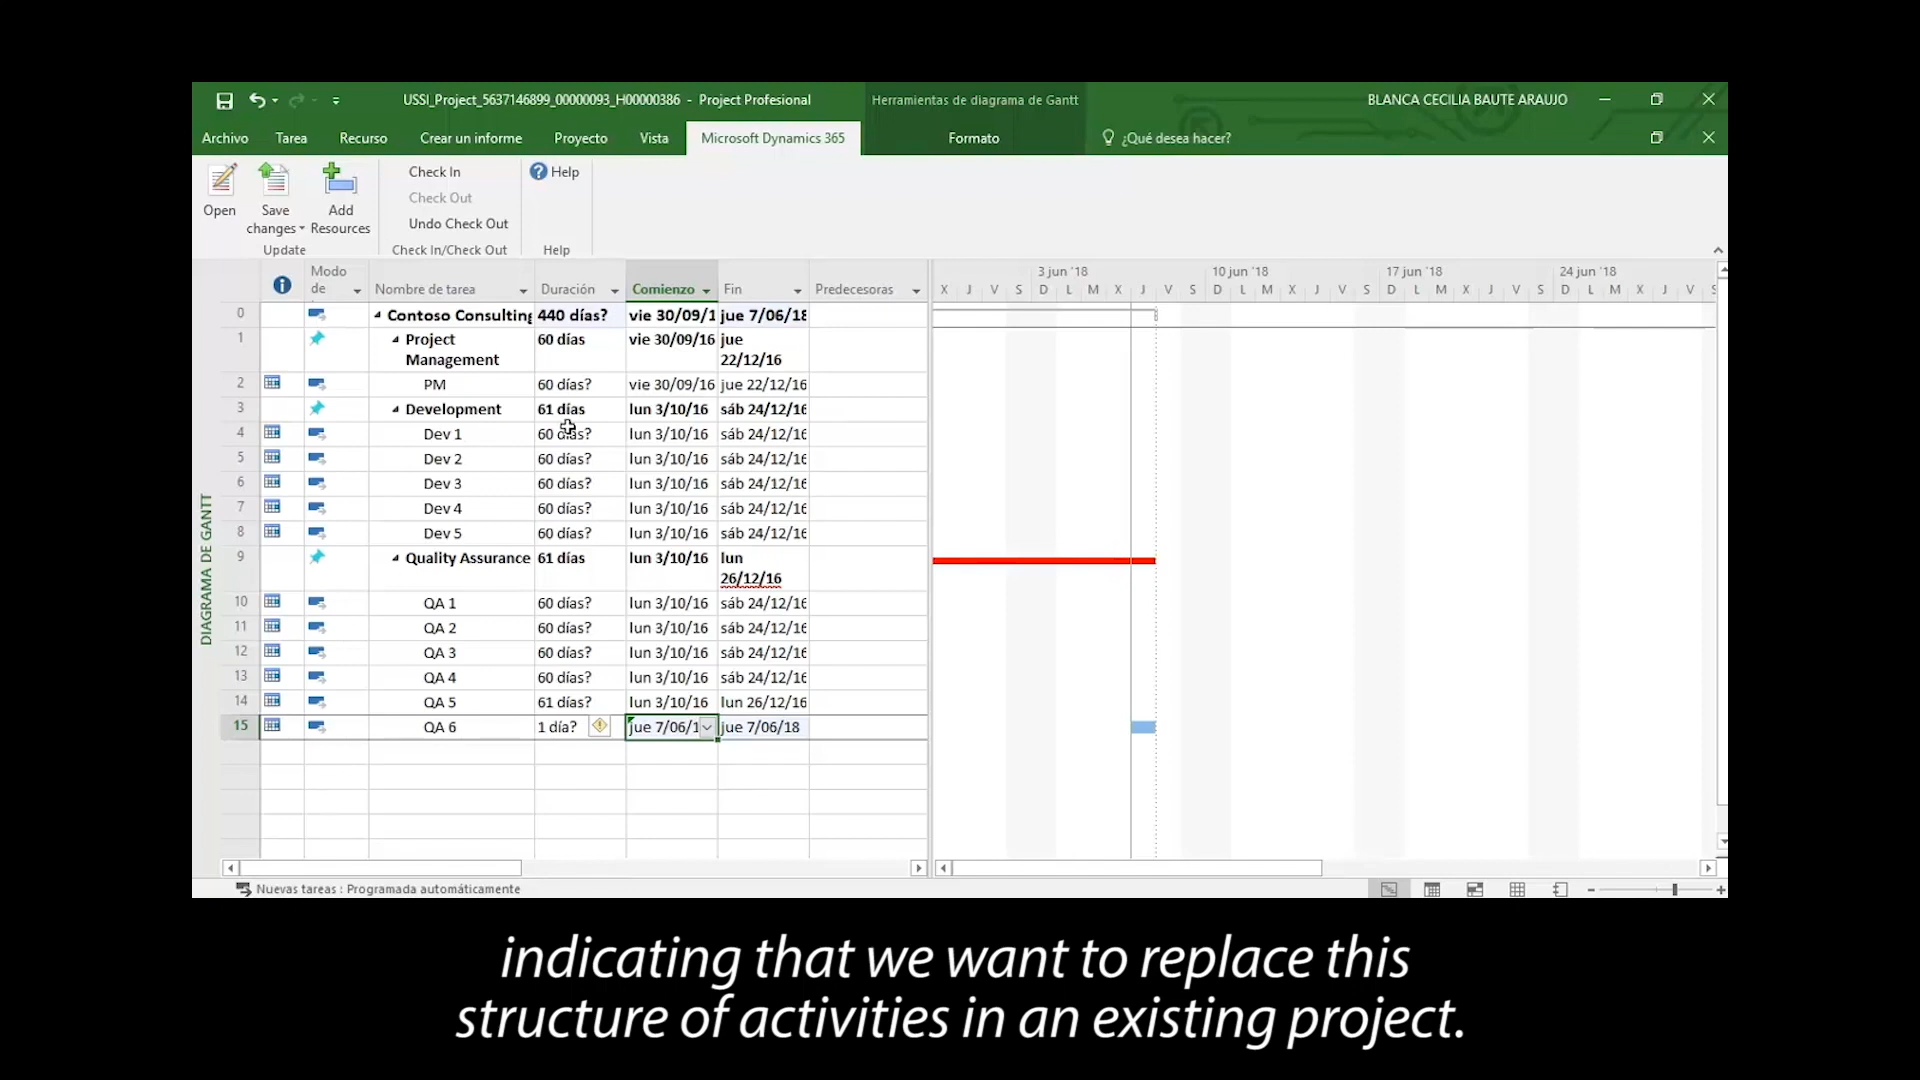 USSI_Project_5637146899_00000093_H00000386 - Project Profesional
Herramientas de diagrama de Gantt
BLANCA CECILIA BAUTE ARAUJO
Archivo Tarea Recurso Crear un informe Proyecto Vista Microsoft Dynamics 365 Formato ¿Qué desea hacer?
Open
Save changes
Add Resources
Update
Check In
Check Out
Undo Check Out
Check In/Check Out
Help
Help
Modo de
Nombre de tarea Duración Comienzo Fin Predecesoras
3 jun '18 10 jun '18 17 jun '18 24 jun '18
X J V S D L M X J V S D L M X J V S D L M X J V S D L M X J V S
0 Contoso Consulting 440 días? vie 30/09/1 jue 7/06/18
1 Project Management 60 días vie 30/09/16 jue 22/12/16
2 PM 60 días? vie 30/09/16 jue 22/12/16
3 Development 61 días lun 3/10/16 sáb 24/12/16
4 Dev 1 60 días? lun 3/10/16 sáb 24/12/16
5 Dev 2 60 días? lun 3/10/16 sáb 24/12/16
6 Dev 3 60 días? lun 3/10/16 sáb 24/12/16
7 Dev 4 60 días? lun 3/10/16 sáb 24/12/16
8 Dev 5 60 días? lun 3/10/16 sáb 24/12/16
9 Quality Assurance 61 días lun 3/10/16 lun 26/12/16
10 QA 1 60 días? lun 3/10/16 sáb 24/12/16
11 QA 2 60 días? lun 3/10/16 sáb 24/12/16
12 QA 3 60 días? lun 3/10/16 sáb 24/12/16
13 QA 4 60 días? lun 3/10/16 sáb 24/12/16
14 QA 5 61 días? lun 3/10/16 lun 26/12/16
15 QA 6 1 día? jue 7/06/1 jue 7/06/18
DIAGRAMA DE GANTT
Nuevas tareas : Programada automáticamente
indicating that we want to replace this
structure of activities in an existing project.